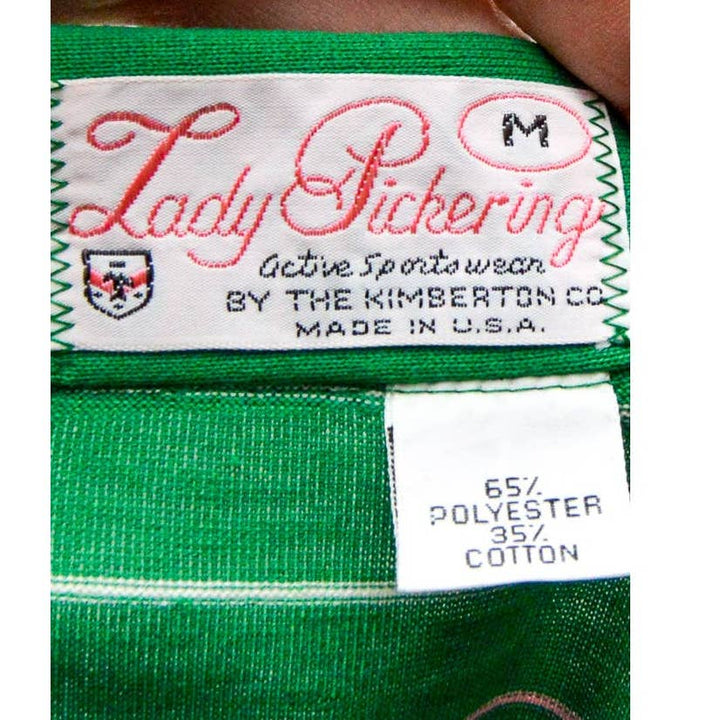 Lady Pickering
M
active Sportswear
BY THE KIMBERTON CO
MADE IN U.S.A.
65%
POLYESTER
35%
COTTON